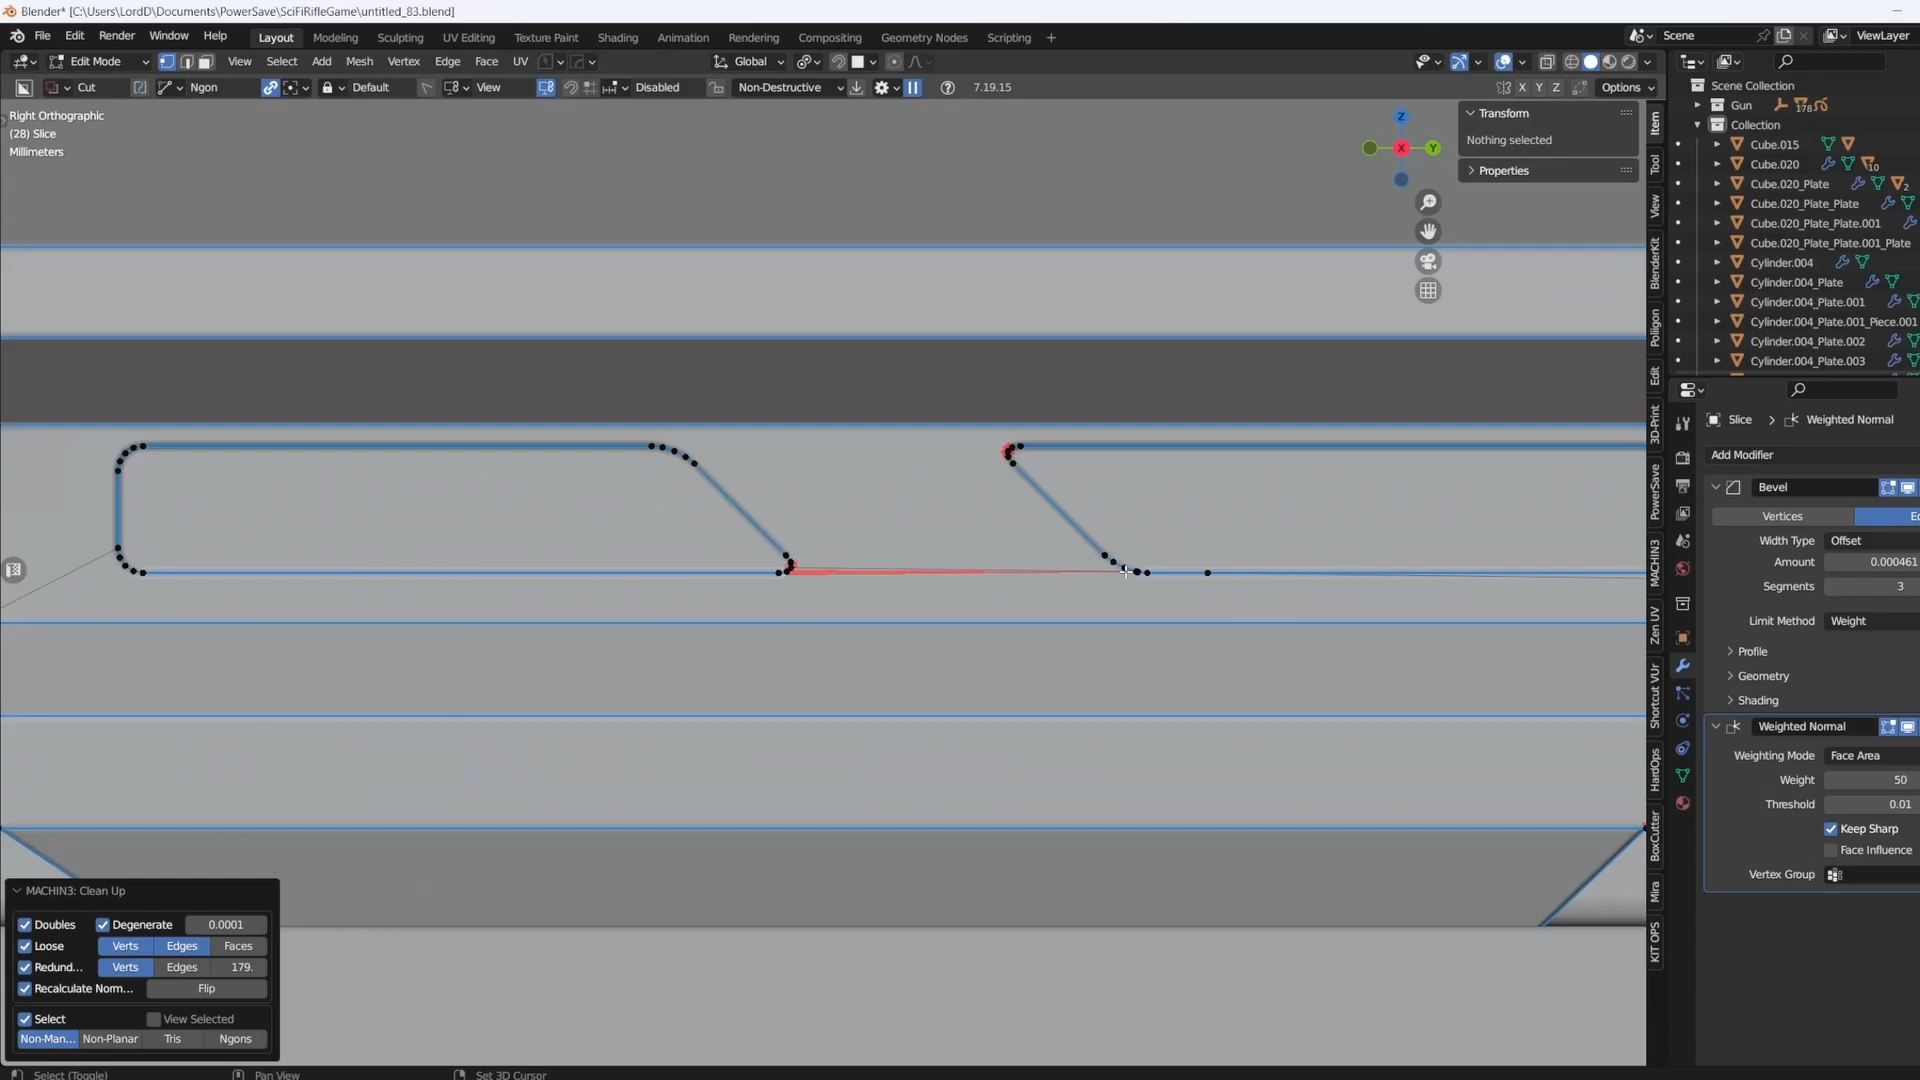 Blender* [C:\Users\LordD\Documents\PowerSave\SciFiRifleGame\untitled_83.blend]
File Edit Render Window Help Layout Modeling Sculpting UV Editing Texture Paint Shading Animation Rendering Compositing Geometry Nodes Scripting + Scene ViewLayer
Edit Mode View Select Add Mesh Vertex Edge Face UV Global
Cut Ngon Default View Disabled Non-Destructive 7.19.15 X Y Z Options
Right Orthographic
(28) Slice
Millimeters
Z
X
Y
Transform
Nothing selected
Properties
Item
Tool
View
BlenderKit
Poliigon
Edit
3D-Print
PowerSave
MACHIN3
Zen UV
Shortcut VUr
HardOps
BoxCutter
Mira
KIT OPS
Scene Collection
Gun 178
Collection
Cube.015
Cube.020 10
Cube.020_Plate 2
Cube.020_Plate_Plate
Cube.020_Plate_Plate.001
Cube.020_Plate_Plate.001_Plate
Cylinder.004
Cylinder.004_Plate
Cylinder.004_Plate.001
Cylinder.004_Plate.001_Piece.001
Cylinder.004_Plate.002
Cylinder.004_Plate.003
Slice Weighted Normal
Add Modifier
Bevel
Vertices
Width Type Offset
Amount 0.000461
Segments 3
Limit Method Weight
Profile
Geometry
Shading
Weighted Normal
Weighting Mode Face Area
Weight 50
Threshold 0.01
Keep Sharp
Face Influence
Vertex Group
MACHIN3: Clean Up
Doubles Degenerate 0.0001
Loose Verts Edges Faces
Redund... Verts Edges 179.
Recalculate Norm... Flip
Select View Selected
Non-Man... Non-Planar Tris Ngons
Select (Toggle) Pan View Set 3D Cursor